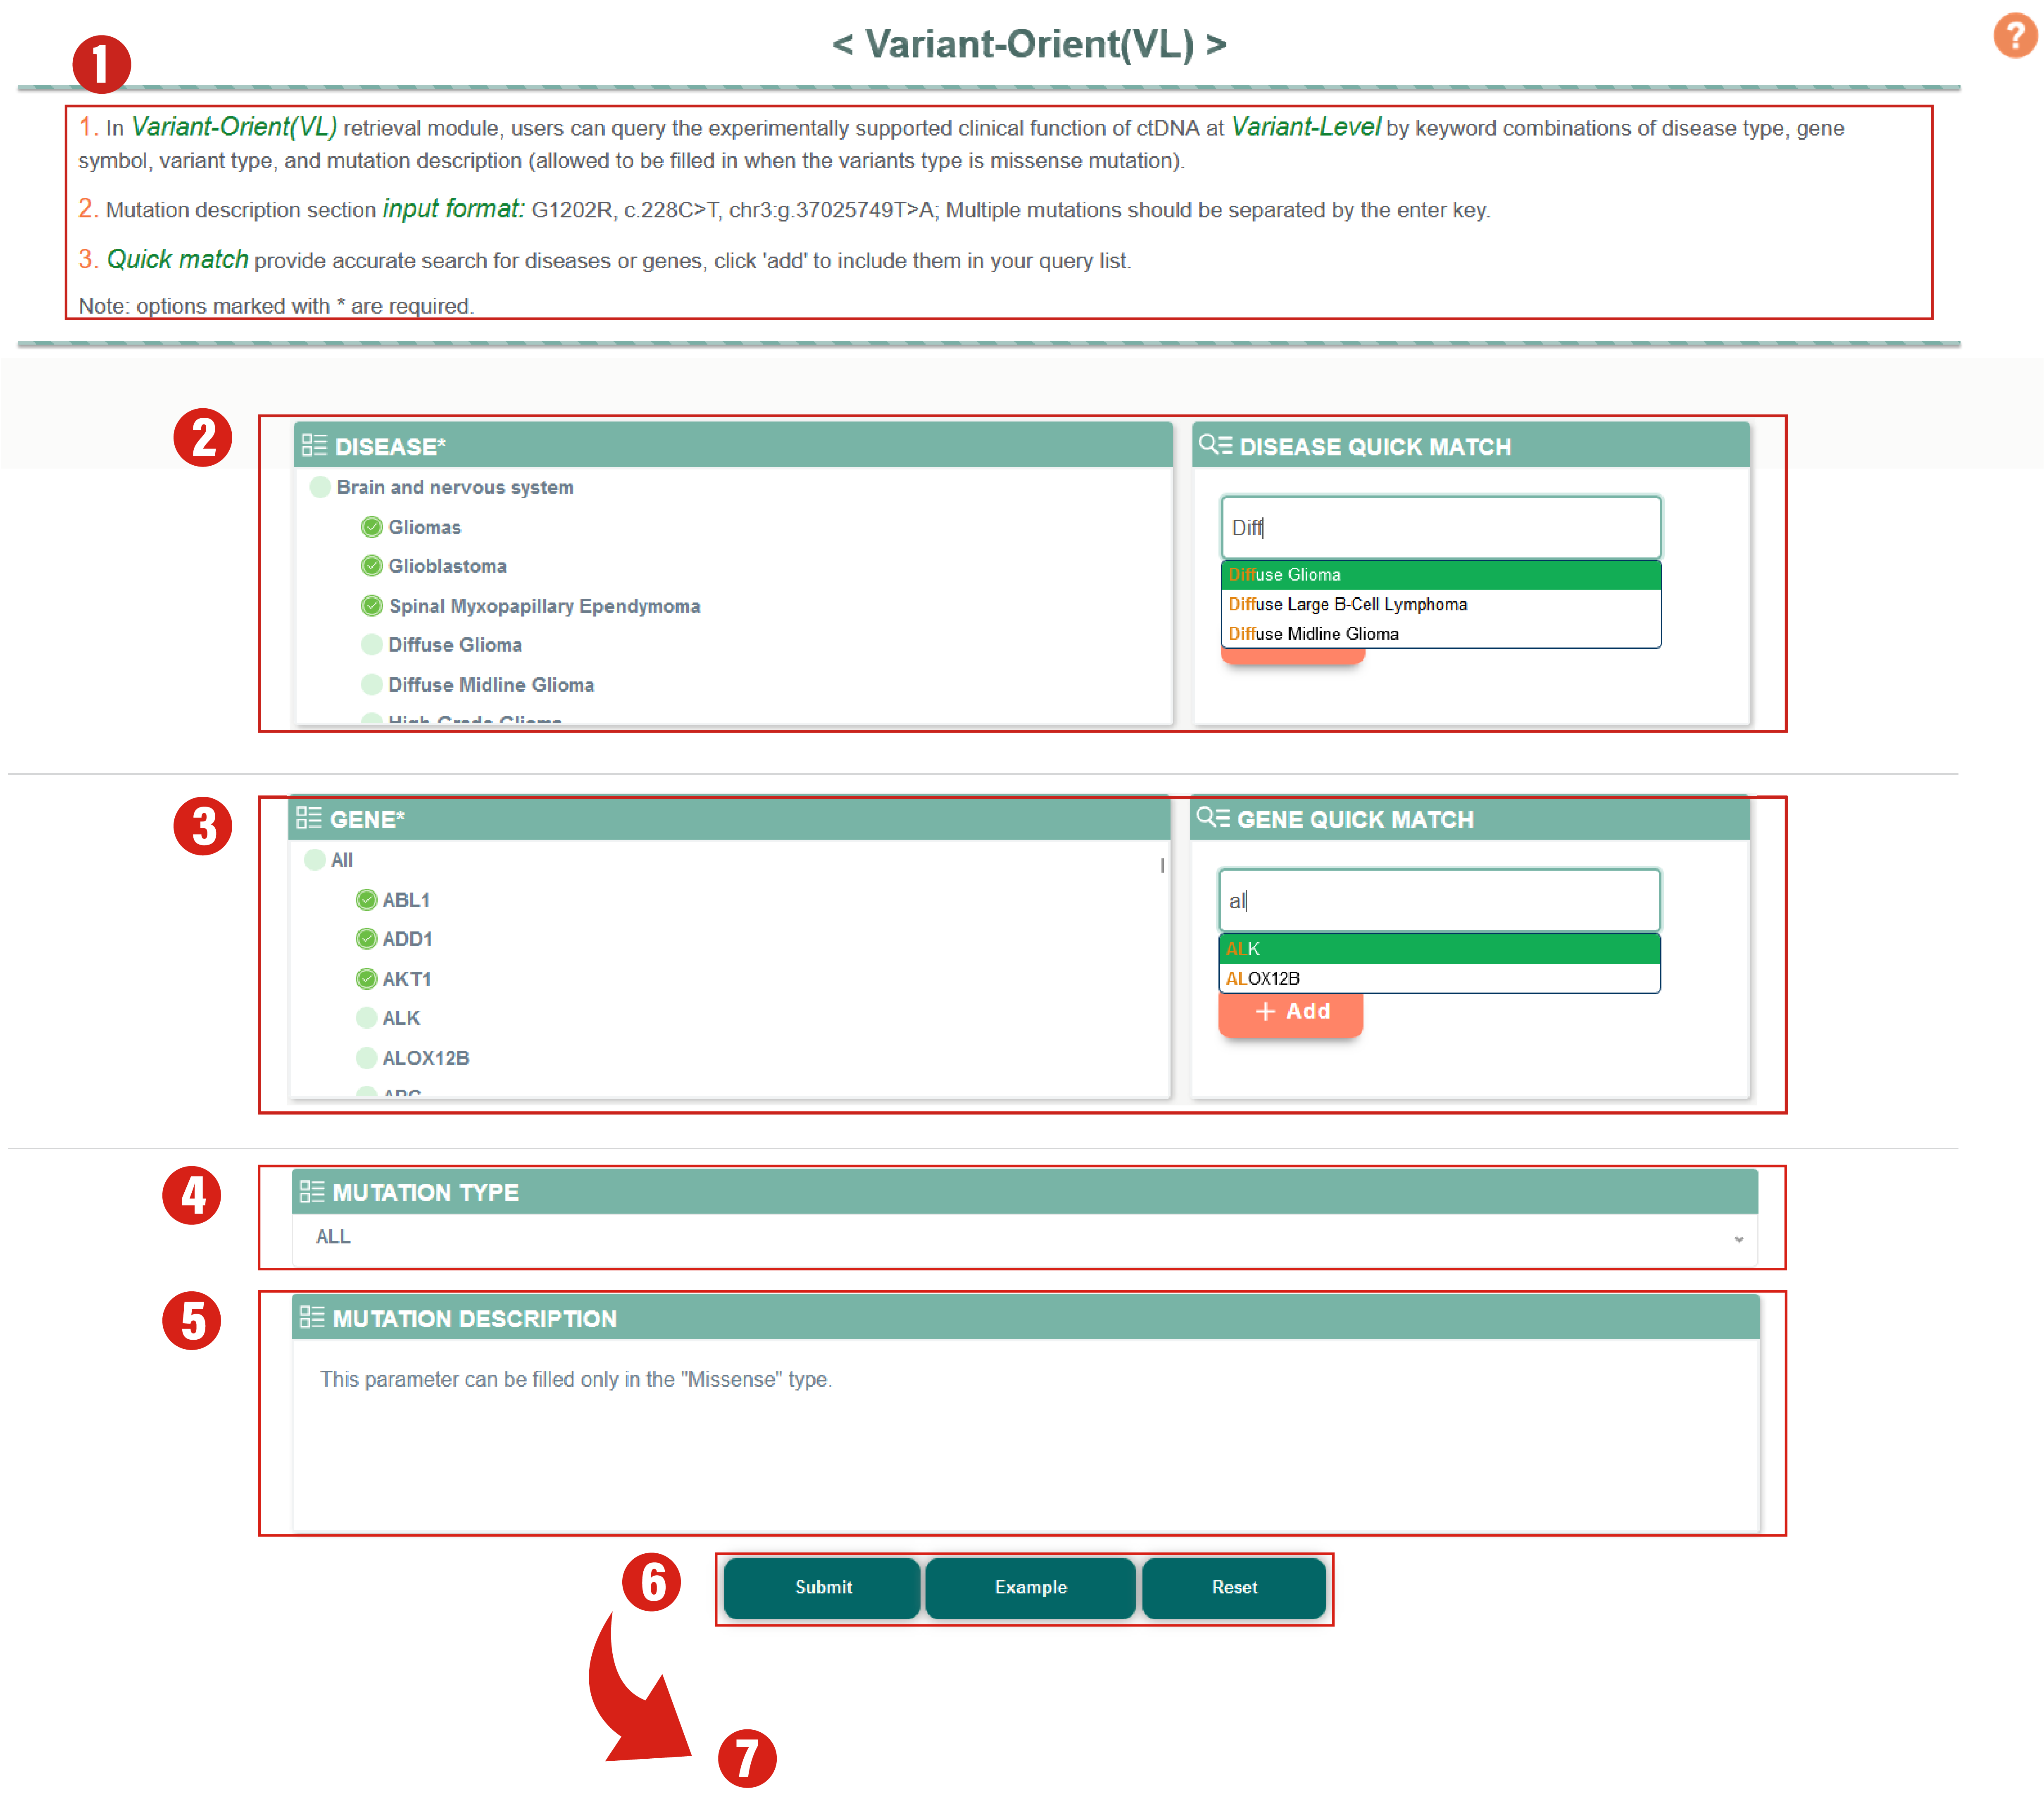 1
< Variant-Orient(VL) >
?
1. In Variant-Orient(VL) retrieval module, users can query the experimentally supported clinical function of ctDNA at Variant-Level by keyword combinations of disease type, gene
symbol, variant type, and mutation description (allowed to be filled in when the variants type is missense mutation).
2. Mutation description section input format: G1202R, c.228C>T, chr3:g.37025749T>A; Multiple mutations should be separated by the enter key.
3. Quick match provide accurate search for diseases or genes, click 'add' to include them in your query list.
Note: options marked with * are required.
2
DISEASE*
Brain and nervous system
Gliomas
Glioblastoma
Spinal Myxopapillary Ependymoma
Diffuse Glioma
Diffuse Midline Glioma
High Grade Glioma
DISEASE QUICK MATCH
Diff
Diffuse Glioma
Diffuse Large B-Cell Lymphoma
Diffuse Midline Glioma
3
GENE*
All
ABL1
ADD1
AKT1
ALK
ALOX12B
GENE QUICK MATCH
al
ALK
ALOX12B
+ Add
4
MUTATION TYPE
ALL
5
MUTATION DESCRIPTION
This parameter can be filled only in the "Missense" type.
6
Submit
Example
Reset
7